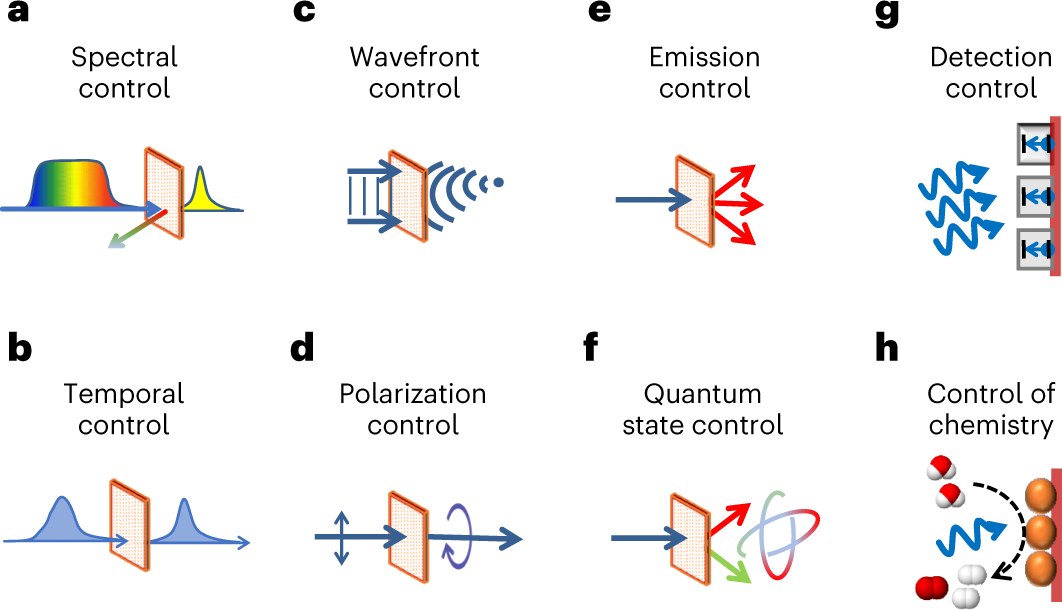 a
Spectral
control
c
Wavefront
control
e
Emission
control
g
Detection
control
b
Temporal
control
d
Polarization
control
f
Quantum
state control
h
Control of
chemistry